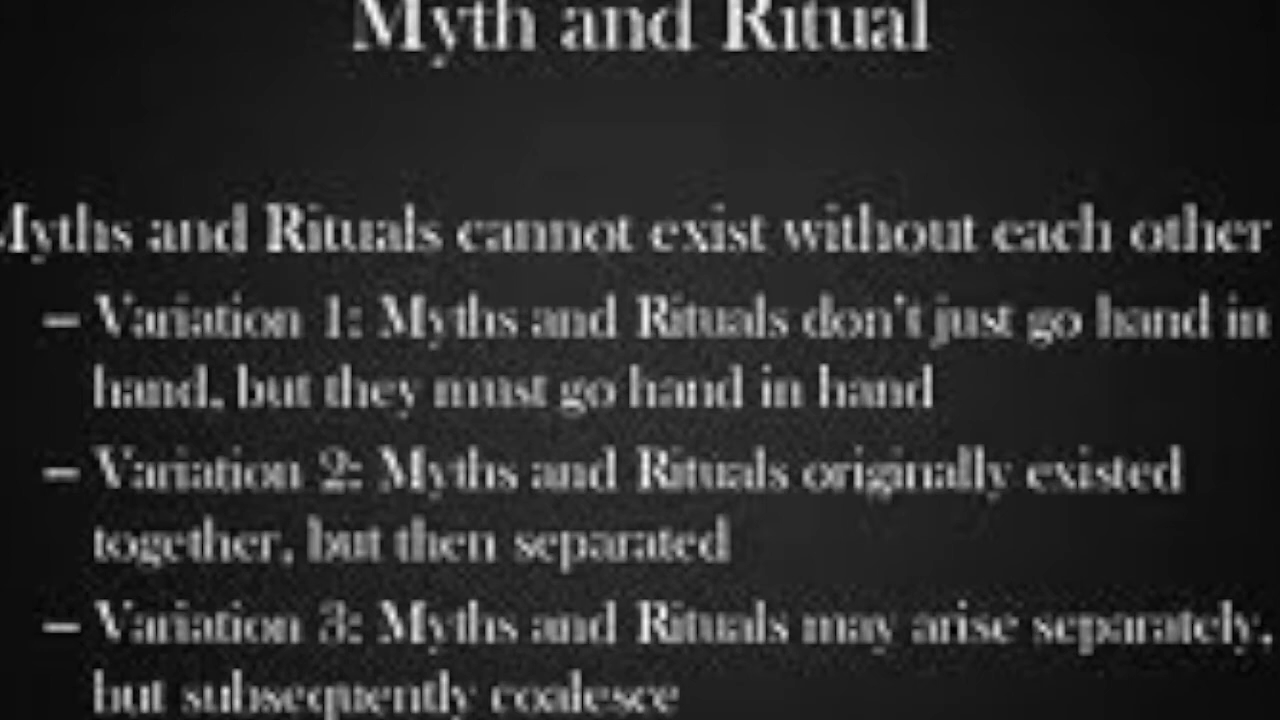 Myth and Ritual
Myths and Rituals cannot exist without each other
– Variation 1: Myths and Rituals don't just go hand in
hand, but they must go hand in hand
– Variation 2: Myths and Rituals originally existed
together, but then separated
– Variation 3: Myths and Rituals may arise separately,
but subsequently coalesce